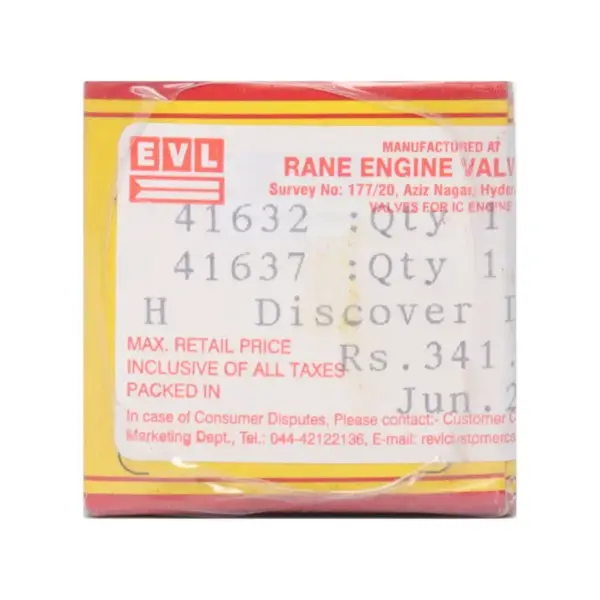 EVL
MANUFACTURED AT
RANE ENGINE VALV
Survey No: 177/20, Aziz Nagar, Hyder
VALVES FOR IC ENGINE
41632 :Qty 1
41637 :Qty 1
H Discover
MAX. RETAIL PRICE
INCLUSIVE OF ALL TAXES Rs.341.
PACKED IN Jun.2
In case of Consumer Disputes, Please contact:- Customer C
Marketing Dept., Tel.: 044-42122136, E-mail: